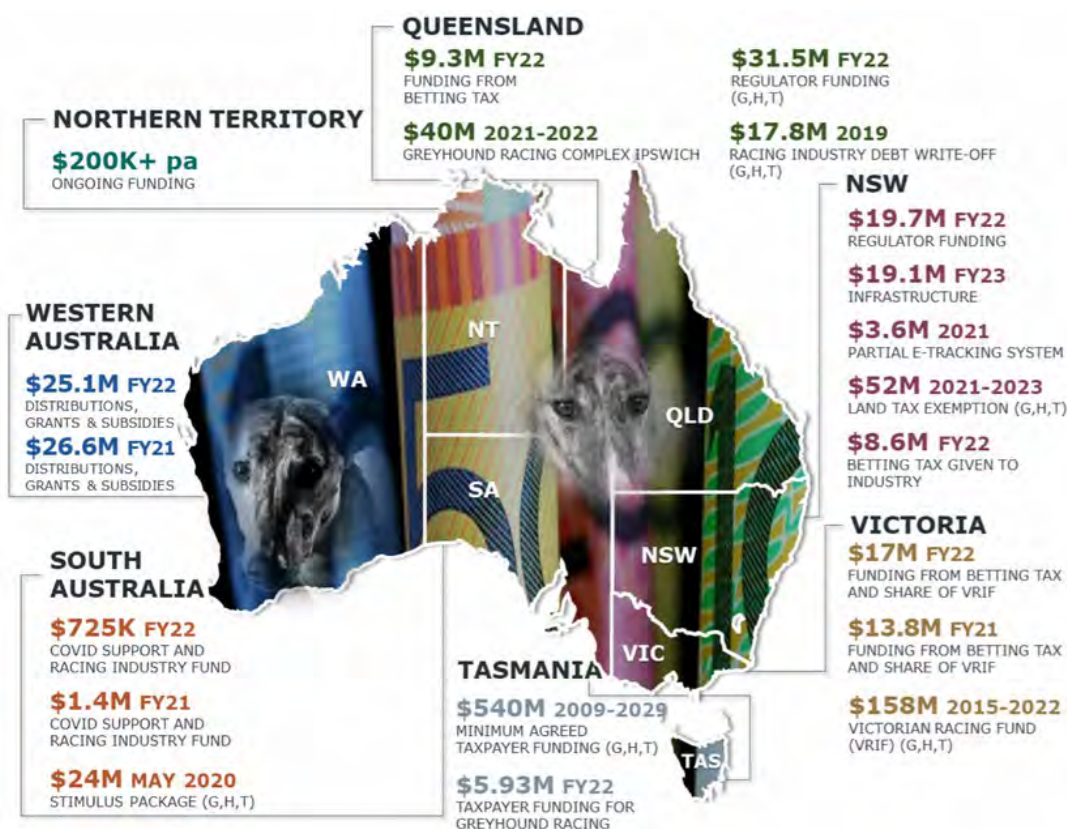 QUEENSLAND
$9.3M FY22
FUNDING FROM
BETTING TAX
$40M 2021-2022
GREYHOUND RACING COMPLEX IPSWICH
$31.5M FY22
REGULATOR FUNDING
(G,H,T)
$17.8M 2019
RACING INDUSTRY DEBT WRITE-OFF
(G,H,T)
NORTHERN TERRITORY
$200K+ pa
ONGOING FUNDING
NSW
$19.7M FY22
REGULATOR FUNDING
$19.1M FY23
INFRASTRUCTURE
$3.6M 2021
PARTIAL E-TRACKING SYSTEM
$52M 2021-2023
LAND TAX EXEMPTION (G,H,T)
$8.6M FY22
BETTING TAX GIVEN TO
INDUSTRY
WESTERN
AUSTRALIA
$25.1M FY22
DISTRIBUTIONS,
GRANTS & SUBSIDIES
$26.6M FY21
DISTRIBUTIONS,
GRANTS & SUBSIDIES
WA
NT
QLD
SA
NSW
VIC
TAS
VICTORIA
$17M FY22
FUNDING FROM BETTING TAX
AND SHARE OF VRIF
$13.8M FY21
FUNDING FROM BETTING TAX
AND SHARE OF VRIF
$158M 2015-2022
VICTORIAN RACING FUND
(VRIF) (G,H,T)
SOUTH
AUSTRALIA
$725K FY22
COVID SUPPORT AND
RACING INDUSTRY FUND
$1.4M FY21
COVID SUPPORT AND
RACING INDUSTRY FUND
$24M MAY 2020
STIMULUS PACKAGE (G,H,T)
TASMANIA
$540M 2009-2029
MINIMUM AGREED
TAXPAYER FUNDING (G,H,T)
$5.93M FY22
TAXPAYER FUNDING FOR
GREYHOUND RACING